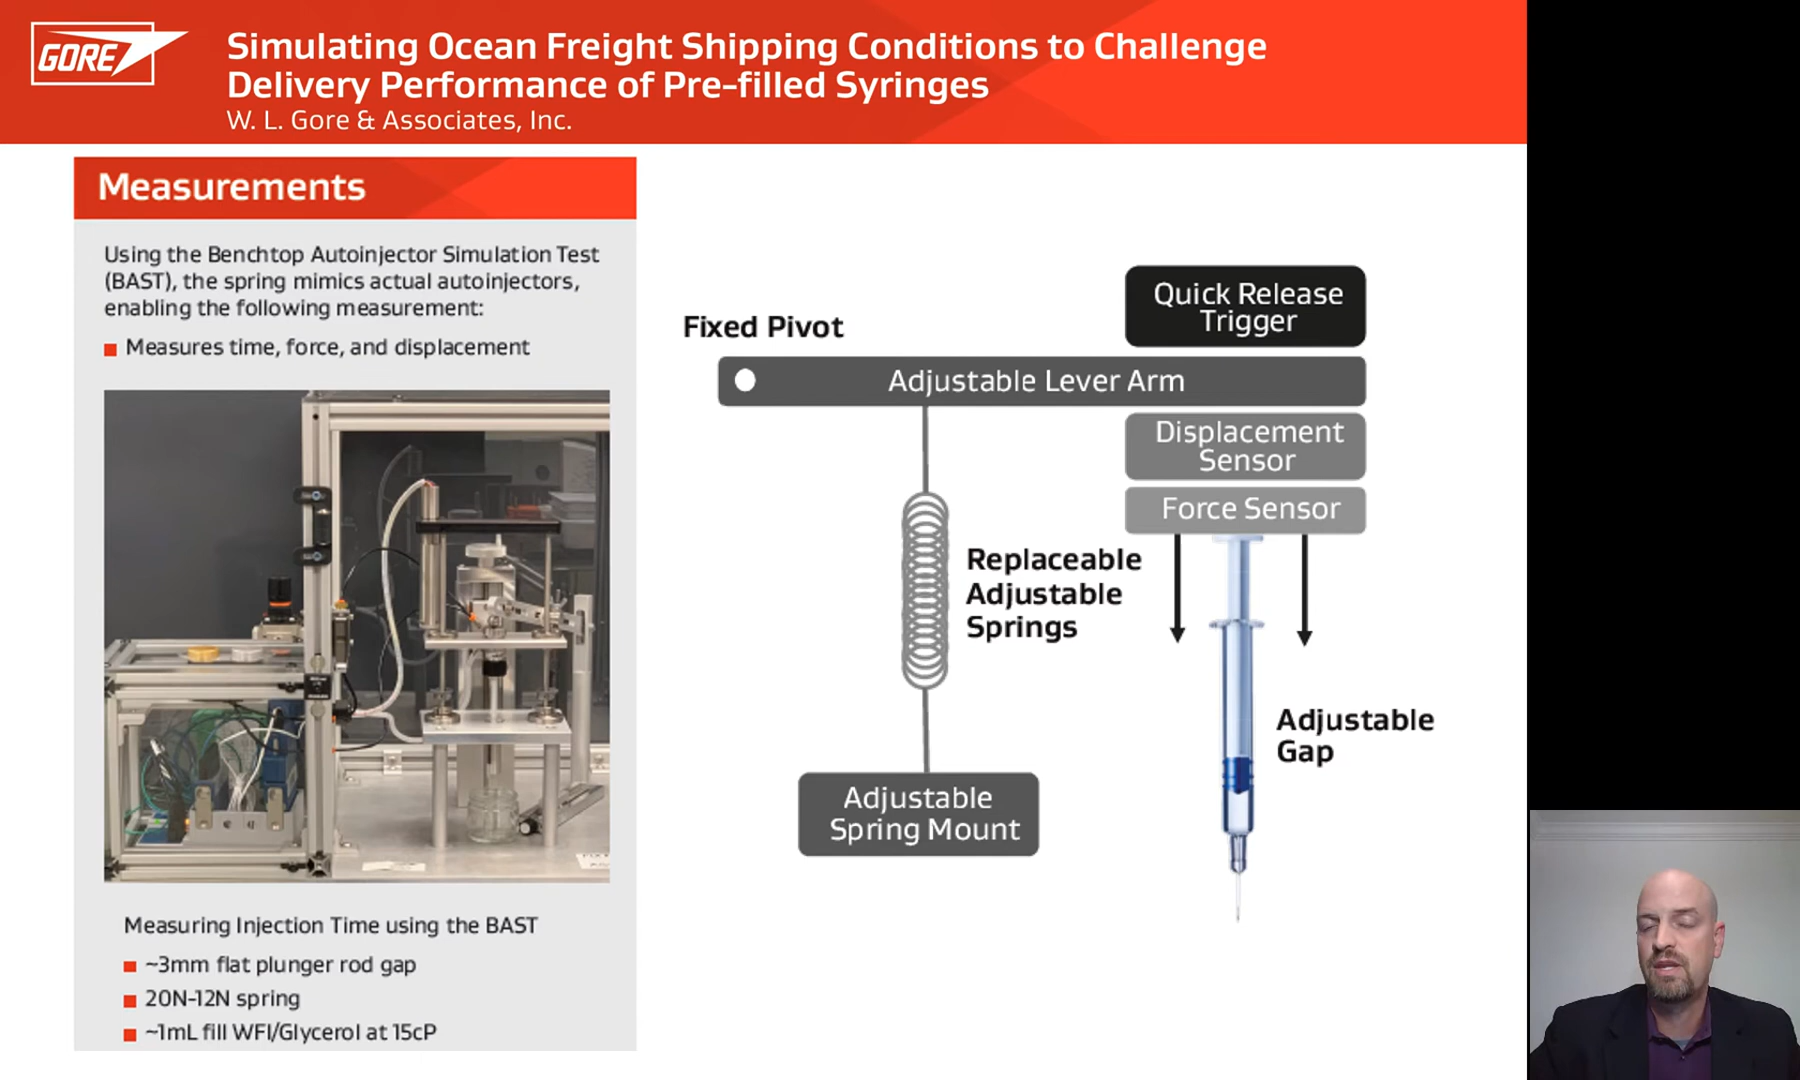 GORE
Simulating Ocean Freight Shipping Conditions to Challenge
Delivery Performance of Pre-filled Syringes
W. L. Gore & Associates, Inc.
Measurements
Using the Benchtop Autoinjector Simulation Test
(BAST), the spring mimics actual autoinjectors,
enabling the following measurement:
Measures time, force, and displacement
Measuring Injection Time using the BAST
~3mm flat plunger rod gap
20N-12N spring
~1mL fill WFI/Glycerol at 15cP
Fixed Pivot
Quick Release
Trigger
Adjustable Lever Arm
Displacement
Sensor
Force Sensor
Replaceable
Adjustable
Springs
Adjustable
Gap
Adjustable
Spring Mount